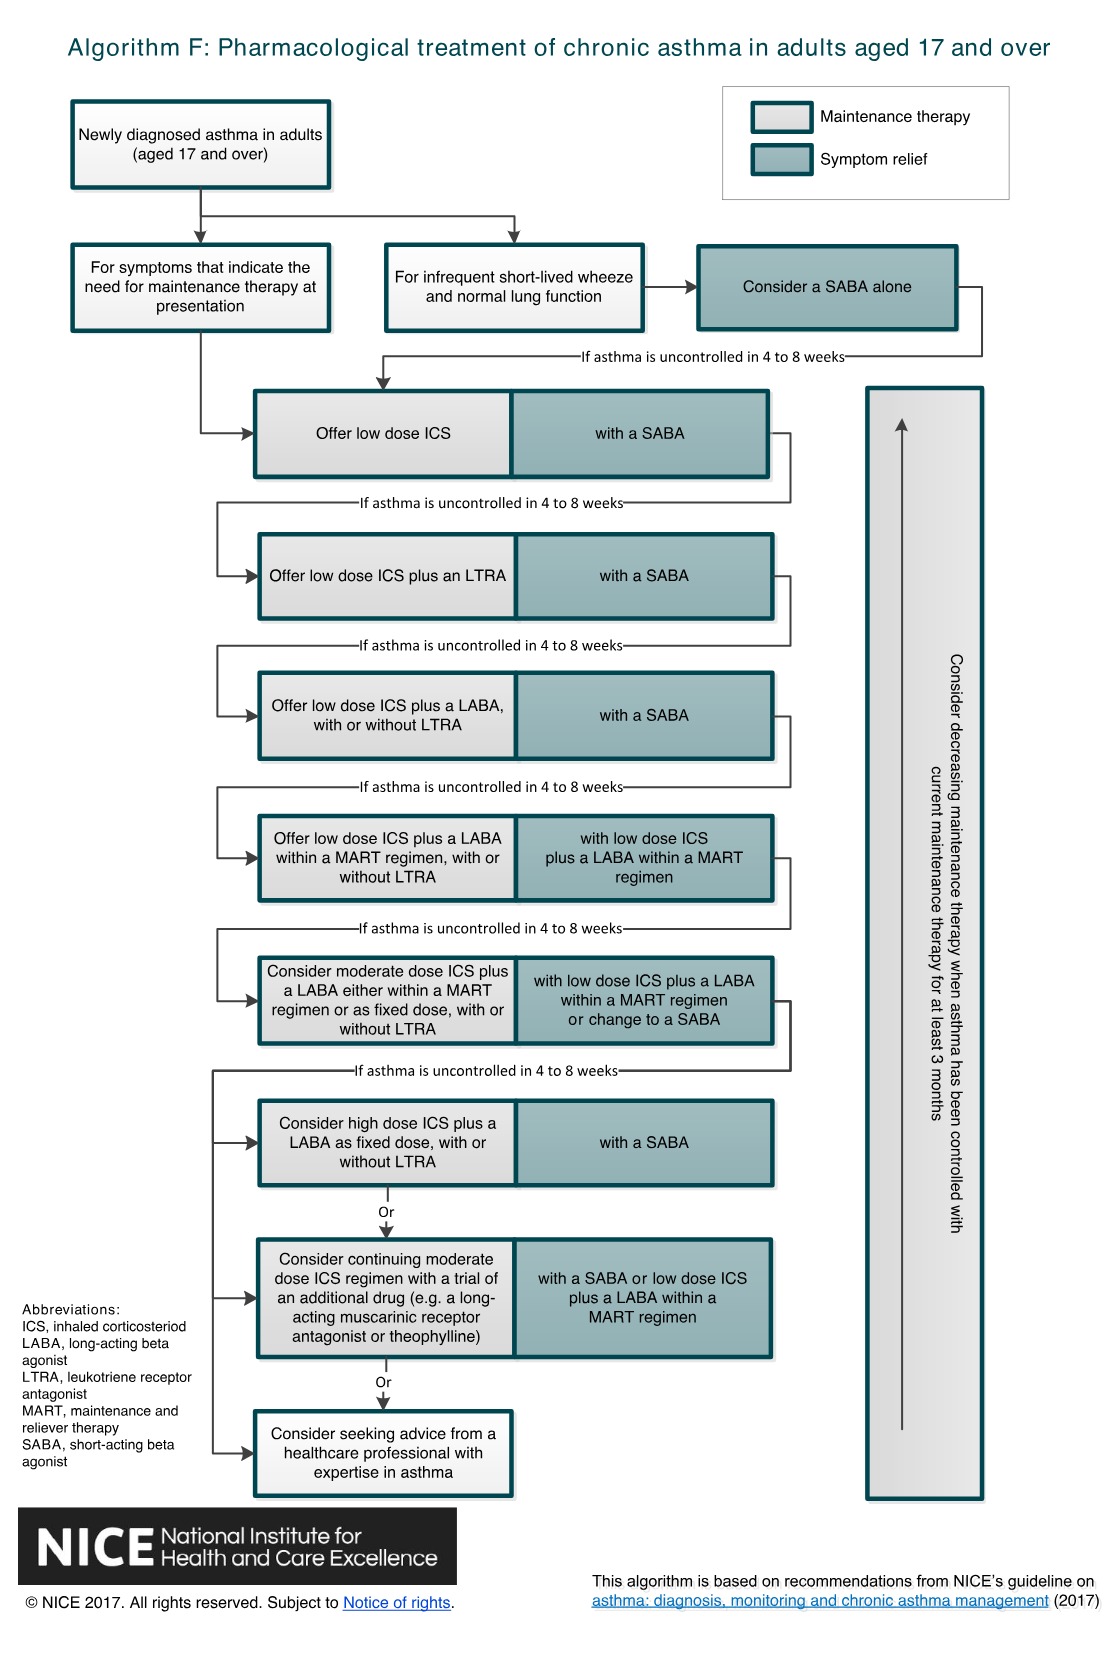 Algorithm F: Pharmacological treatment of chronic asthma in adults aged 17 and over
Maintenance therapy
Symptom relief
Newly diagnosed asthma in adults
(aged 17 and over)
For symptoms that indicate the
need for maintenance therapy at
presentation
For infrequent short-lived wheeze
and normal lung function
Consider a SABA alone
If asthma is uncontrolled in 4 to 8 weeks
Offer low dose ICS
with a SABA
If asthma is uncontrolled in 4 to 8 weeks
Offer low dose ICS plus an LTRA
with a SABA
If asthma is uncontrolled in 4 to 8 weeks
Offer low dose ICS plus a LABA,
with or without LTRA
with a SABA
If asthma is uncontrolled in 4 to 8 weeks
Offer low dose ICS plus a LABA
within a MART regimen, with or
without LTRA
with low dose ICS
plus a LABA within a MART
regimen
If asthma is uncontrolled in 4 to 8 weeks
Consider moderate dose ICS plus
a LABA either within a MART
regimen or as fixed dose, with or
without LTRA
with low dose ICS plus a LABA
within a MART regimen
or change to a SABA
If asthma is uncontrolled in 4 to 8 weeks
Consider high dose ICS plus a
LABA as fixed dose, with or
without LTRA
with a SABA
Or
Consider continuing moderate
dose ICS regimen with a trial of
an additional drug (e.g. a long-
acting muscarinic receptor
antagonist or theophylline)
with a SABA or low dose ICS
plus a LABA within a
MART regimen
Or
Consider seeking advice from a
healthcare professional with
expertise in asthma
Consider decreasing maintenance therapy when asthma has been controlled with
current maintenance therapy for at least 3 months
Abbreviations:
ICS, inhaled corticosteriod
LABA, long-acting beta
agonist
LTRA, leukotriene receptor
antagonist
MART, maintenance and
reliever therapy
SABA, short-acting beta
agonist
NICE National Institute for
Health and Care Excellence
© NICE 2017. All rights reserved. Subject to Notice of rights.
This algorithm is based on recommendations from NICE's guideline on
asthma: diagnosis, monitoring and chronic asthma management (2017)